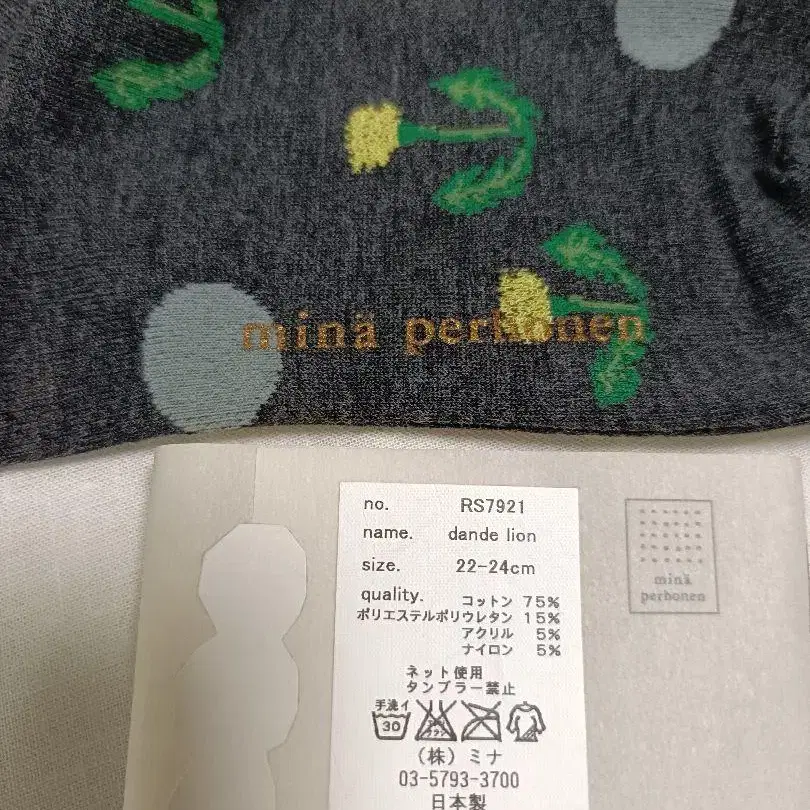 minä perhonen
no. RS7921
name. dande lion
size. 22-24cm
quality. コットン 75%
ポリエステルポリウレタン 15%
アクリル 5%
ナイロン 5%
ネット使用
タンブラー禁止
手洗イ
30
(株) ミナ
03-5793-3700
日本製
minä
perhonen